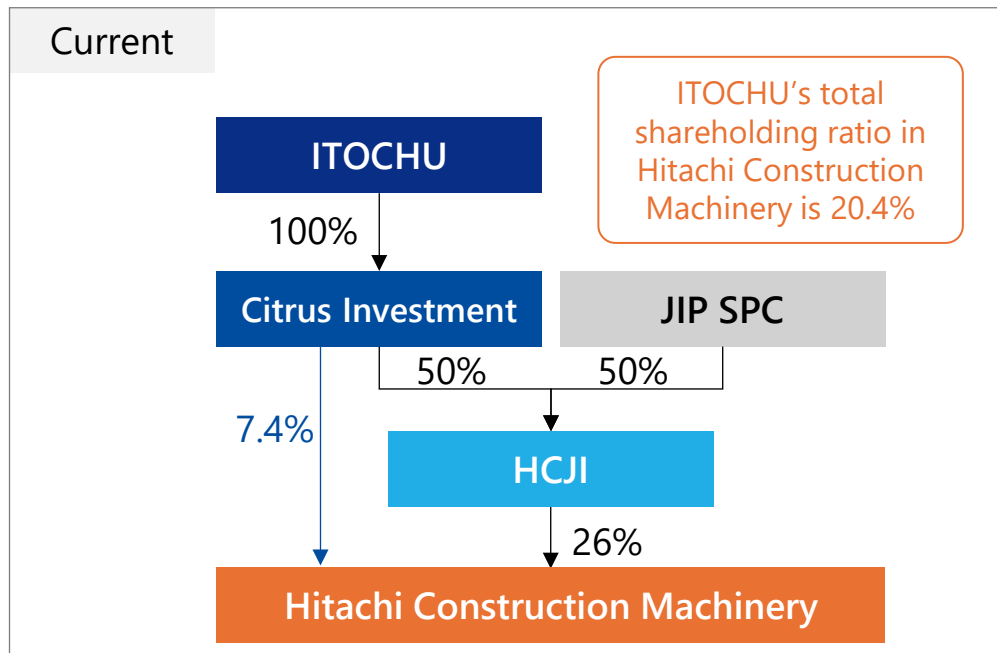 Current
ITOCHU’s total
shareholding ratio in
Hitachi Construction
Machinery is 20.4%
ITOCHU
100%
Citrus Investment
JIP SPC
50%
50%
7.4%
HCJI
26%
Hitachi Construction Machinery